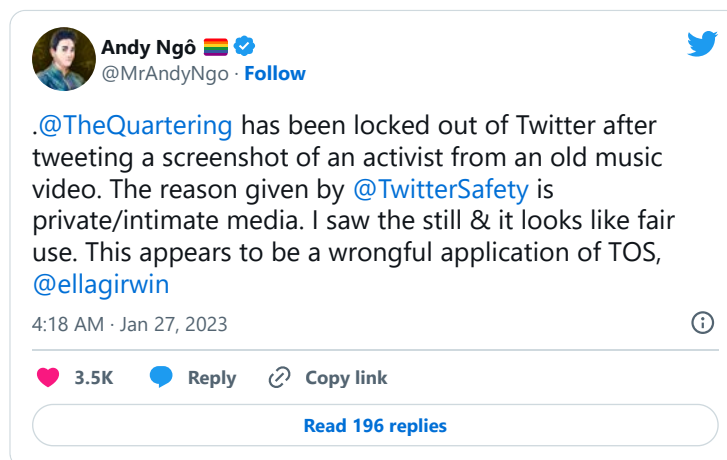 Andy Ngô 🏳️‍🌈
@MrAndyNgo · Follow
.@TheQuartering has been locked out of Twitter after
tweeting a screenshot of an activist from an old music
video. The reason given by @TwitterSafety is
private/intimate media. I saw the still & it looks like fair
use. This appears to be a wrongful application of TOS,
@ellagirwin
4:18 AM · Jan 27, 2023
3.5K Reply Copy link
Read 196 replies